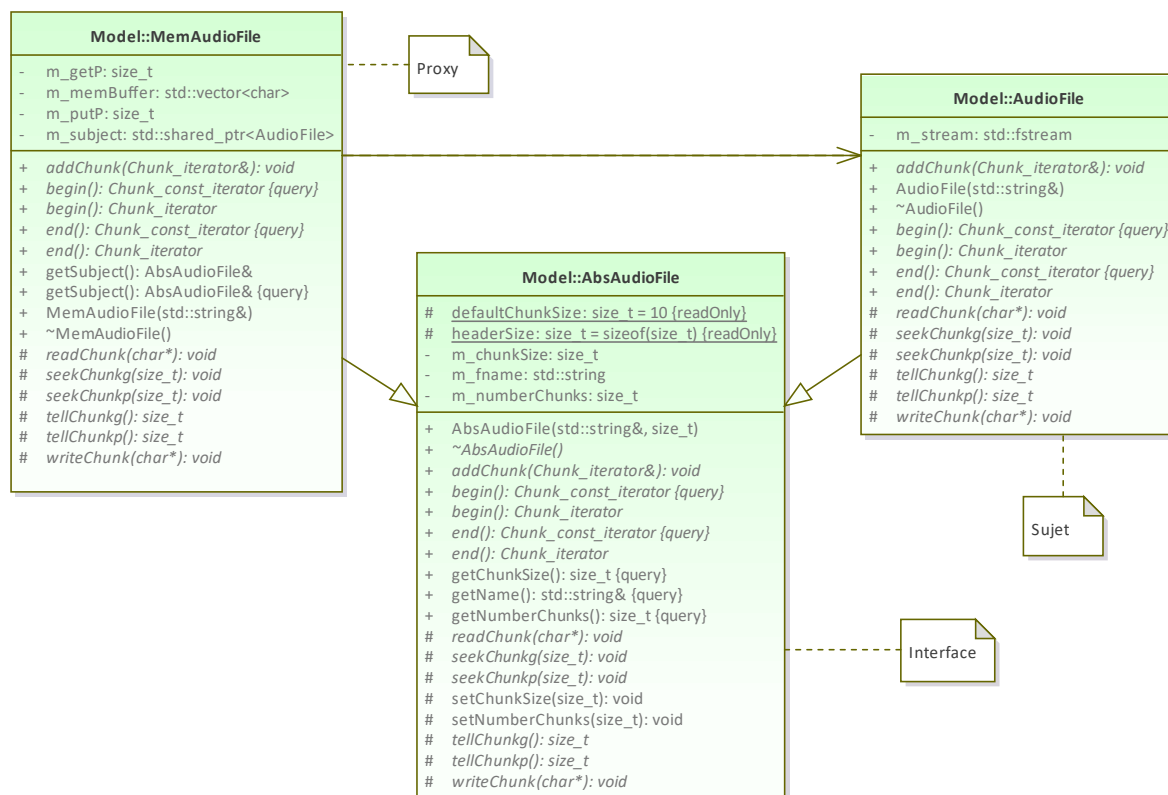 Model::MemAudioFile
- m_getP: size_t
- m_memBuffer: std::vector<char>
- m_putP: size_t
- m_subject: std::shared_ptr<AudioFile>
+ addChunk(Chunk_iterator&): void
+ begin(): Chunk_const_iterator {query}
+ begin(): Chunk_iterator
+ end(): Chunk_const_iterator {query}
+ end(): Chunk_iterator
+ getSubject(): AbsAudioFile&
+ getSubject(): AbsAudioFile& {query}
+ MemAudioFile(std::string&)
+ ~MemAudioFile()
# readChunk(char*): void
# seekChunkg(size_t): void
# seekChunkp(size_t): void
# tellChunkg(): size_t
# tellChunkp(): size_t
# writeChunk(char*): void
Proxy
Model::AudioFile
- m_stream: std::fstream
+ addChunk(Chunk_iterator&): void
+ AudioFile(std::string&)
+ ~AudioFile()
+ begin(): Chunk_const_iterator {query}
+ begin(): Chunk_iterator
+ end(): Chunk_const_iterator {query}
+ end(): Chunk_iterator
# readChunk(char*): void
# seekChunkg(size_t): void
# seekChunkp(size_t): void
# tellChunkg(): size_t
# tellChunkp(): size_t
# writeChunk(char*): void
Model::AbsAudioFile
# defaultChunkSize: size_t = 10 {readOnly}
# headerSize: size_t = sizeof(size_t) {readOnly}
- m_chunkSize: size_t
- m_fname: std::string
- m_numberChunks: size_t
+ AbsAudioFile(std::string&, size_t)
+ ~AbsAudioFile()
+ addChunk(Chunk_iterator&): void
+ begin(): Chunk_const_iterator {query}
+ begin(): Chunk_iterator
+ end(): Chunk_const_iterator {query}
+ end(): Chunk_iterator
+ getChunkSize(): size_t {query}
+ getName(): std::string& {query}
+ getNumberChunks(): size_t {query}
# readChunk(char*): void
# seekChunkg(size_t): void
# seekChunkp(size_t): void
# setChunkSize(size_t): void
# setNumberChunks(size_t): void
# tellChunkg(): size_t
# tellChunkp(): size_t
# writeChunk(char*): void
Sujet
Interface